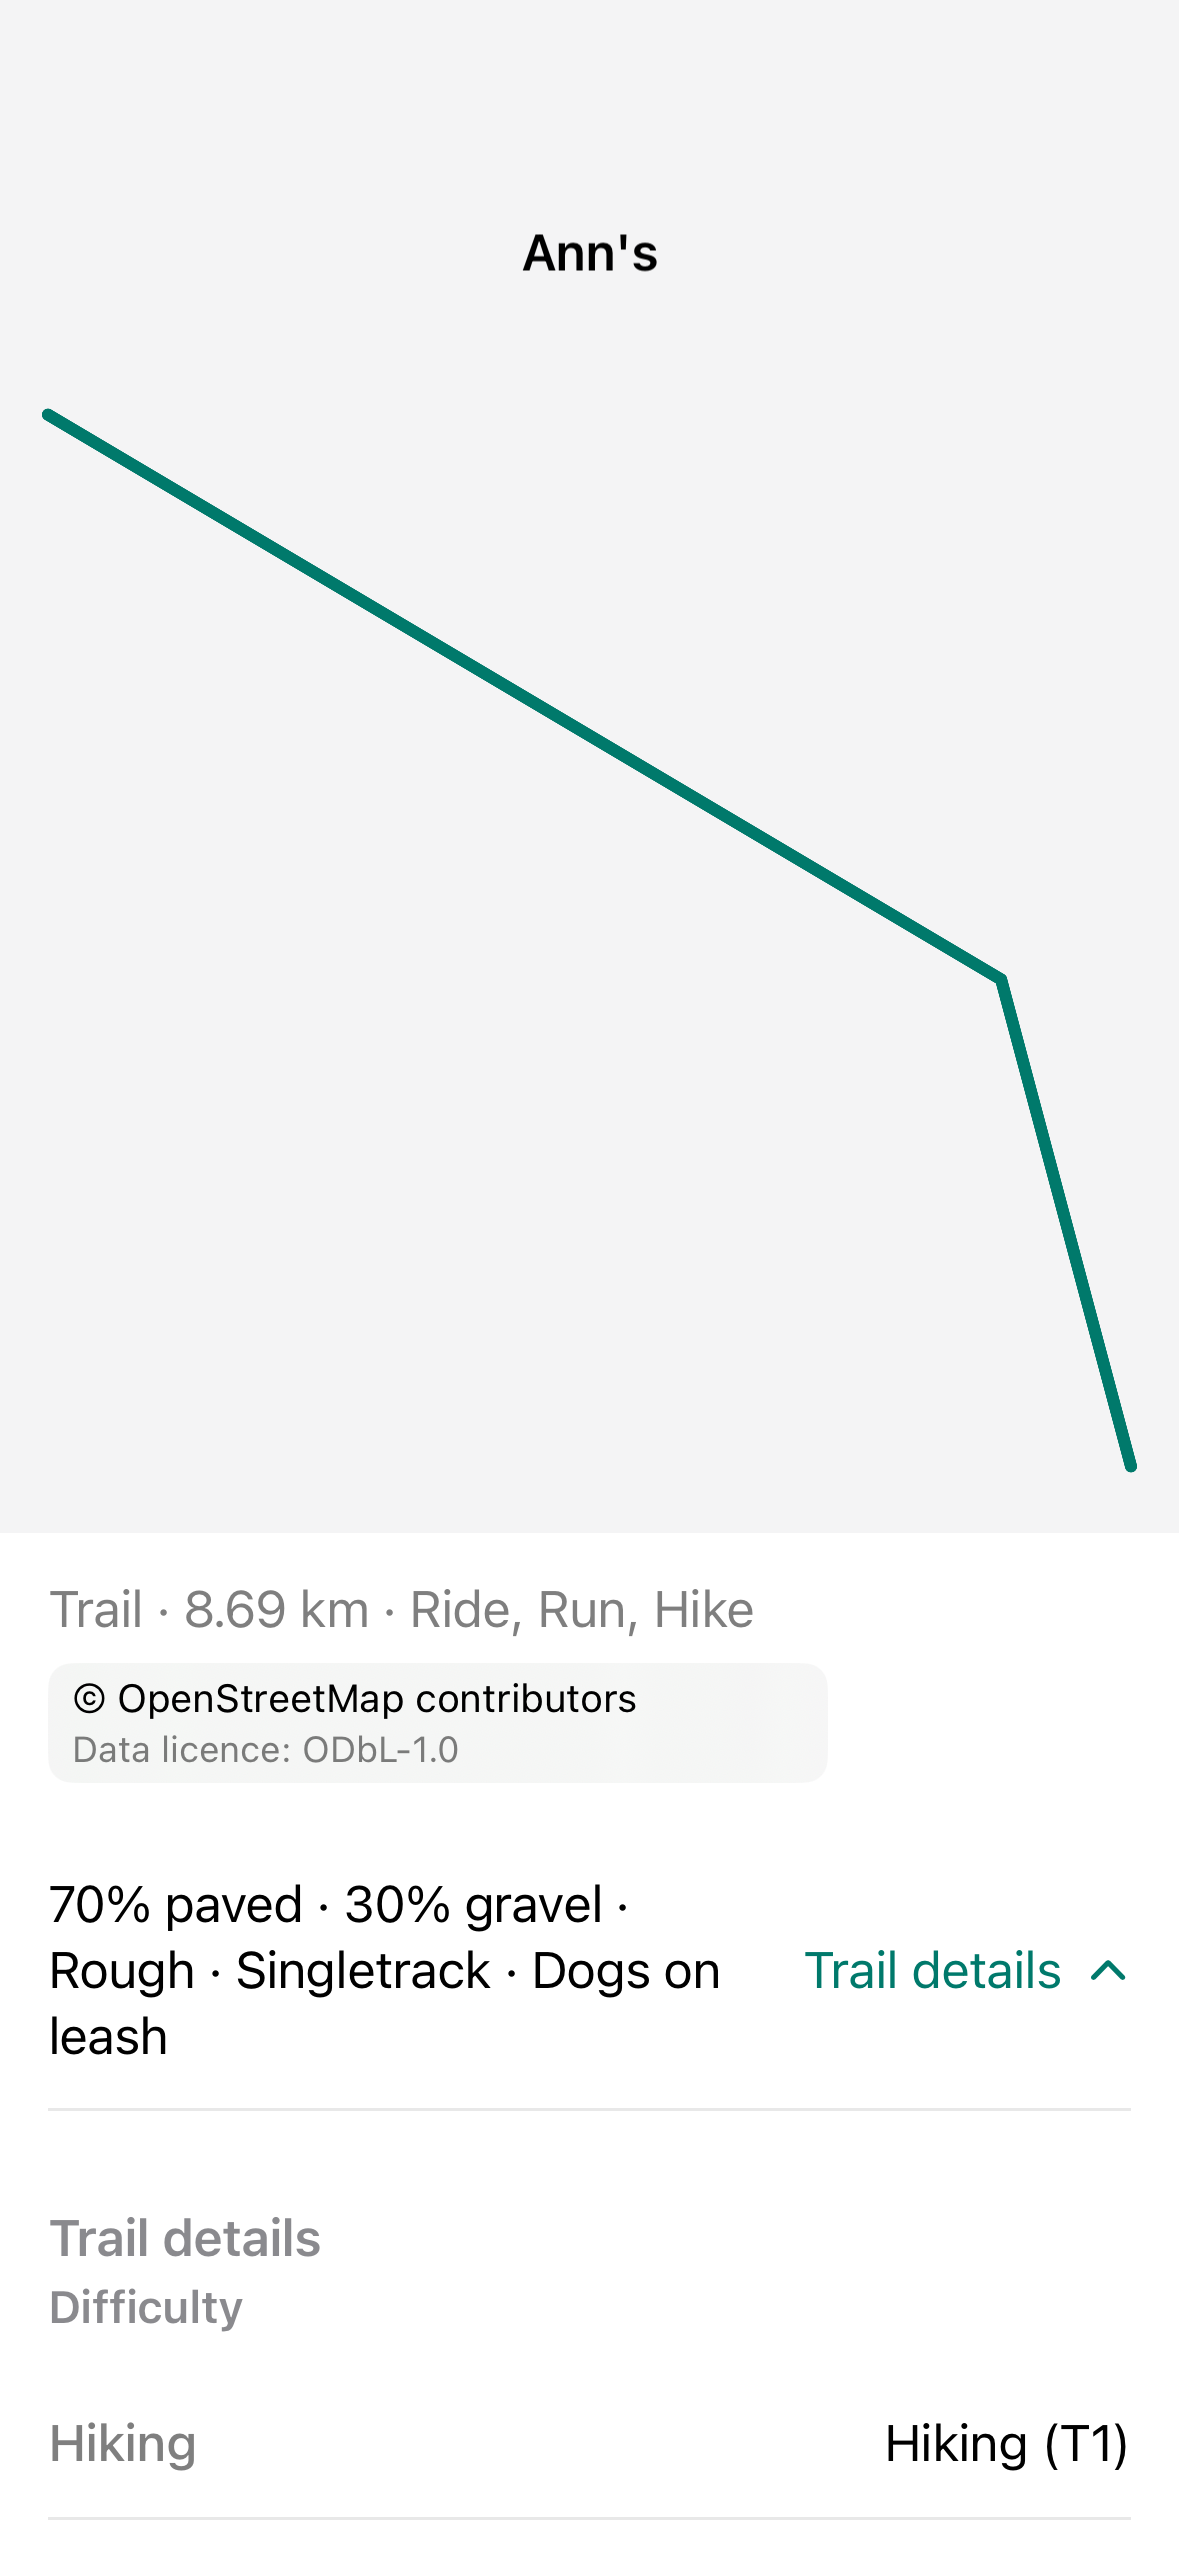 Ann's
Trail · 8.69 km · Ride, Run, Hike
© OpenStreetMap contributors
Data licence: ODbL-1.0
70% paved · 30% gravel ·
Rough · Singletrack · Dogs on
leash
Trail details
Trail details
Difficulty
Hiking
Hiking (T1)